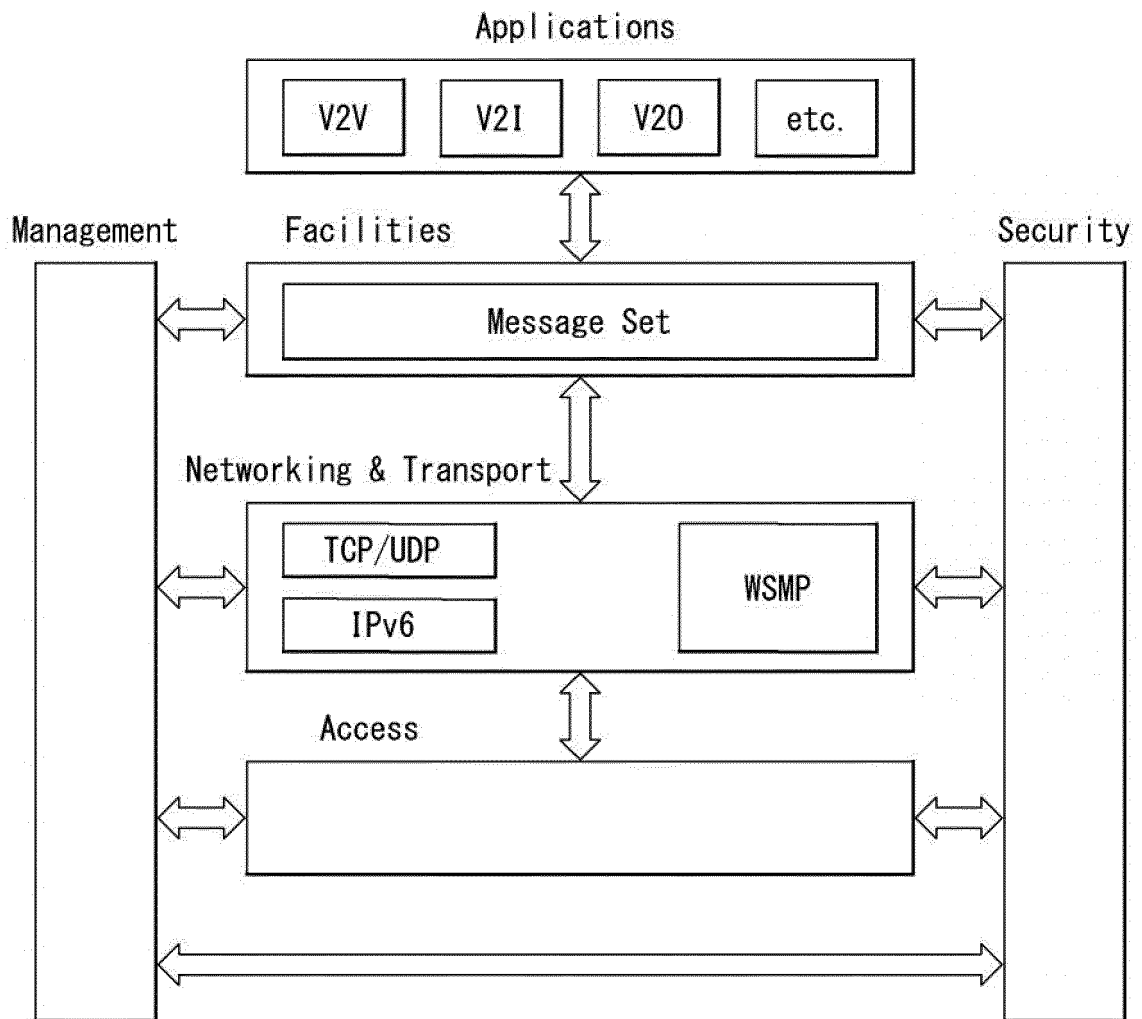 Applications
V2V V2I V2O etc.
Management Facilities Security
Message Set
Networking & Transport
TCP/UDP
WSMP
IPv6
Access